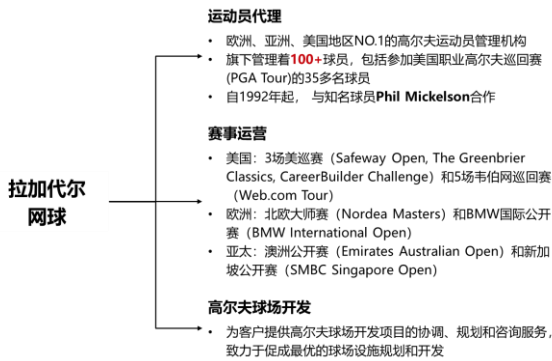 运动员代理
• 欧洲、亚洲、美国地区NO.1的高尔夫运动员管理机构
• 旗下管理着100+球员，包括参加美国职业高尔夫巡回赛
(PGA Tour)的35多名球员
• 自1992年起， 与知名球员Phil Mickelson合作
赛事运营
• 美国：3场美巡赛（Safeway Open, The Greenbrier
Classics, CareerBuilder Challenge）和5场韦伯网巡回赛
（Web.com Tour）
• 欧洲：北欧大师赛（Nordea Masters）和BMW国际公开
赛（BMW International Open）
• 亚太：澳洲公开赛（Emirates Australian Open）和新加
坡公开赛（SMBC Singapore Open）
拉加代尔
网球
高尔夫球场开发
• 为客户提供高尔夫球场开发项目的协调、规划和咨询服务，
致力于促成最优的球场设施规划和开发